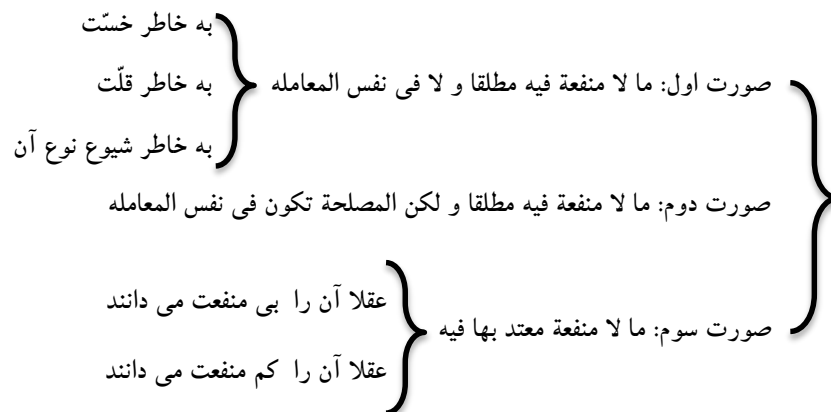 به خاطر خسّت
صورت اول: ما لا منفعة فیه مطلقا و لا فی نفس المعامله
به خاطر قلّت
به خاطر شیوع نوع آن
صورت دوم: ما لا منفعة فیه مطلقا و لکن المصلحة تکون فی نفس المعامله
عقلا آن را بی منفعت می دانند
صورت سوم: ما لا منفعة معتد بها فیه
عقلا آن را کم منفعت می دانند